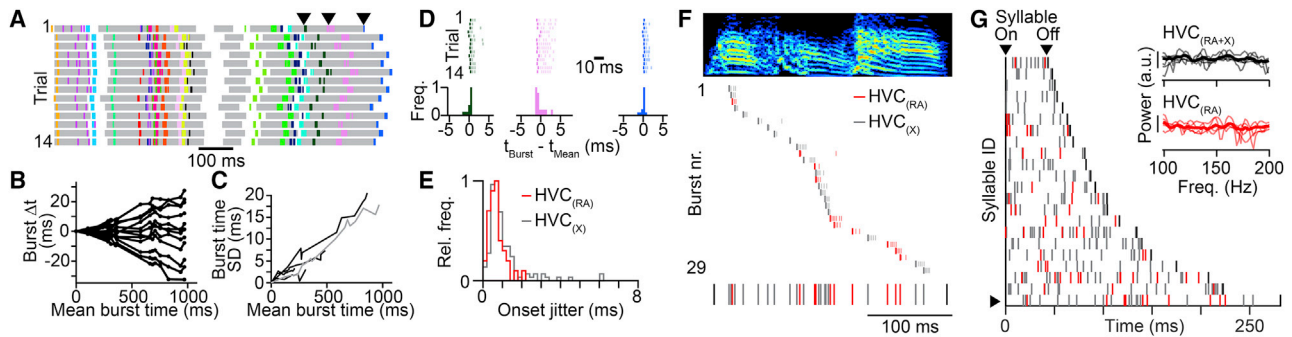 A
1
Trial
14
100 ms
B
Burst Δt
(ms)
20
0
-20
0 500 1000
Mean burst time (ms)
C
Burst time
SD (ms)
20
15
10
5
0
0 500 1000
Mean burst time (ms)
D
1
Trial
14
10 ms
Freq.
1
0
-5 0 5
-5 0 5
-5 0 5
tBurst - tMean (ms)
E
Rel. freq.
1
0
HVC(RA)
HVC(X)
0 4 8
Onset jitter (ms)
F
1
HVC(RA)
HVC(X)
Burst nr.
29
100 ms
G
Syllable
On Off
Syllable ID
0 Time (ms) 250
HVC(RA+X)
Power (a.u.)
HVC(RA)
100 150 200
Freq. (Hz)